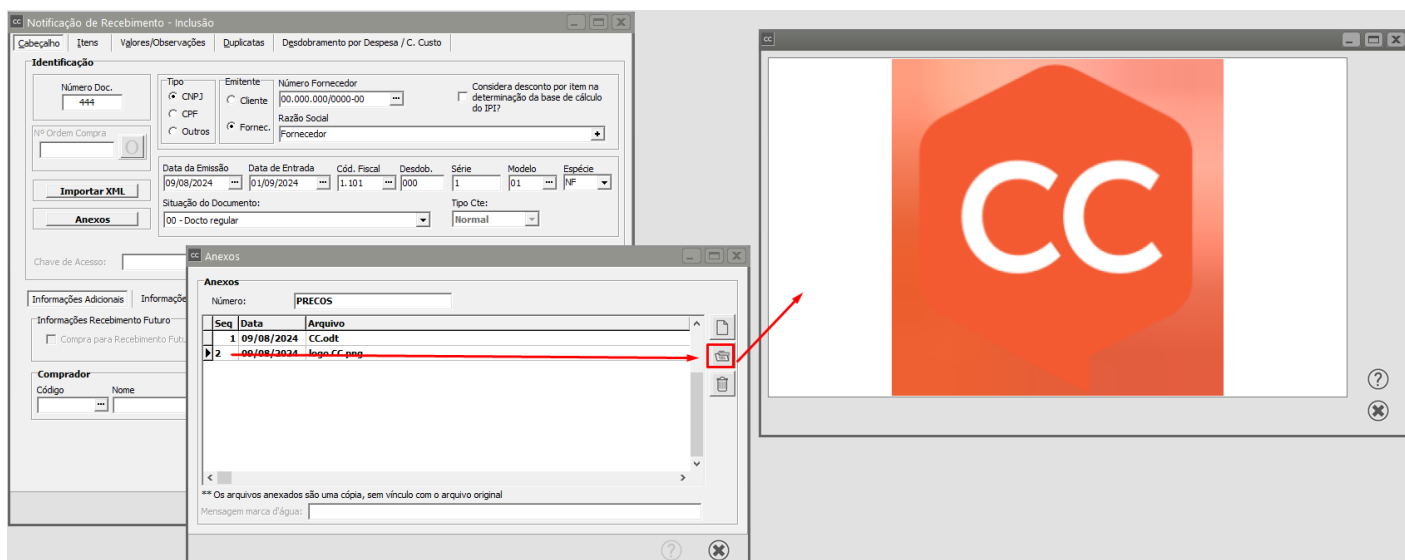 cc Notificação de Recebimento - Inclusão
Cabeçalho Itens Valores/Observações Duplicatas Desdobramento por Despesa / C. Custo
Identificação
Número Doc.
444
Nº Ordem Compra
O
Importar XML
Anexos
Chave de Acesso:
Tipo
CNPJ
CPF
Outros
Emitente
Cliente
Fornec.
Número Fornecedor
00.000.000/0000-00 ...
Razão Social
Fornecedor +
Considera desconto por item na
determinação da base de cálculo
do IPI?
Data da Emissão Data de Entrada Cód. Fiscal Desdob. Série Modelo Espécie
09/08/2024 ... 01/09/2024 ... 1.101 ... 000 1 01 ... NF
Situação do Documento: Tipo Cte:
00 - Docto regular Normal
Informações Adicionais
Informações Recebimento Futuro
Compra para Recebimento
Comprador
Código Nome
...
cc Anexos
Anexos
Número: PRECOS
Seq Data Arquivo
1 09/08/2024 CC.odt
2 09/08/2024 logo CC.png
** Os arquivos anexados são uma cópia, sem vínculo com o arquivo original
Mensagem marca d'água:
?
cc
CC
?